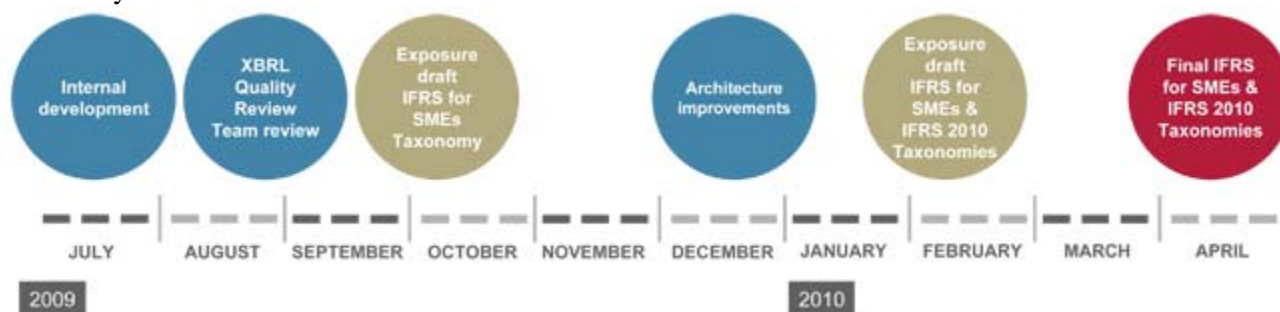 Internal
development
XBRL
Quality
Review
Team review
Exposure
draft
IFRS for
SMEs
Taxonomy
Architecture
improvements
Exposure
draft
IFRS for
SMEs &
IFRS 2010
Taxonomies
Final IFRS
for SMEs &
IFRS 2010
Taxonomies
JULY AUGUST SEPTEMBER OCTOBER NOVEMBER DECEMBER JANUARY FEBRUARY MARCH APRIL
2009 2010